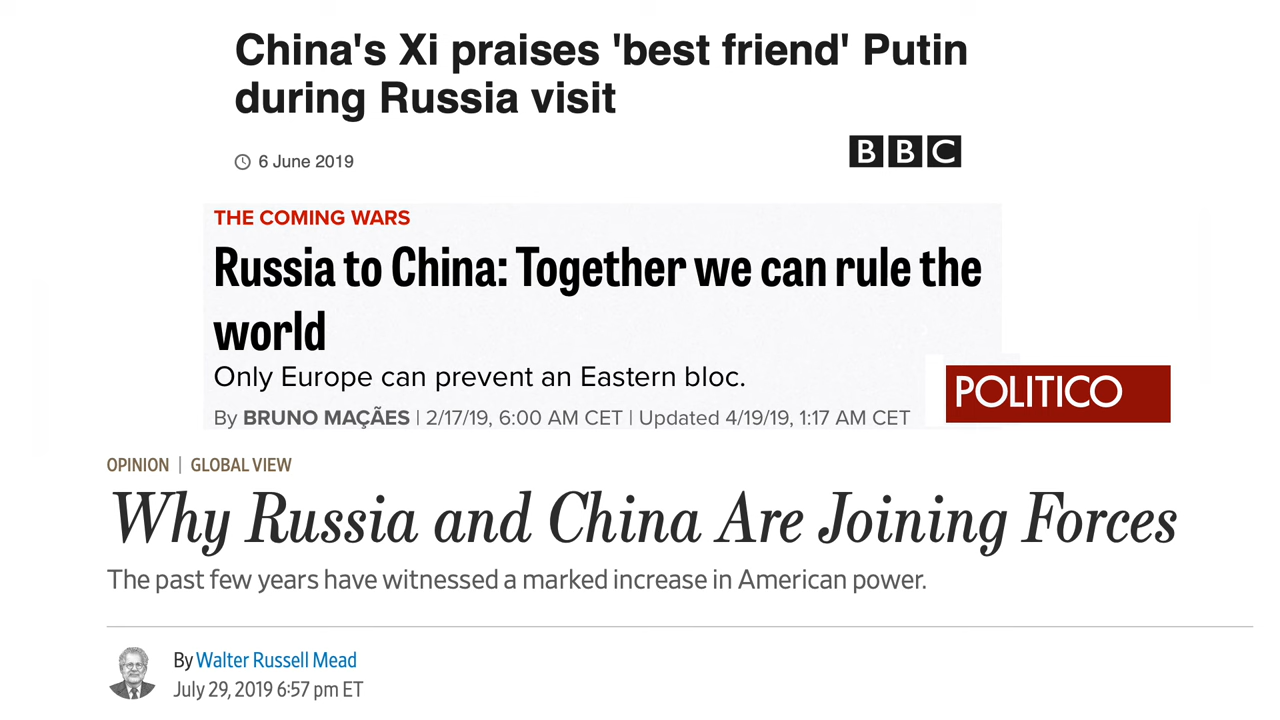 China's Xi praises 'best friend' Putin
during Russia visit
6 June 2019
BBC
THE COMING WARS
Russia to China: Together we can rule the
world
Only Europe can prevent an Eastern bloc.
By BRUNO MAÇÃES | 2/17/19, 6:00 AM CET | Updated 4/19/19, 1:17 AM CET
POLITICO
OPINION | GLOBAL VIEW
Why Russia and China Are Joining Forces
The past few years have witnessed a marked increase in American power.
By Walter Russell Mead
July 29, 2019 6:57 pm ET